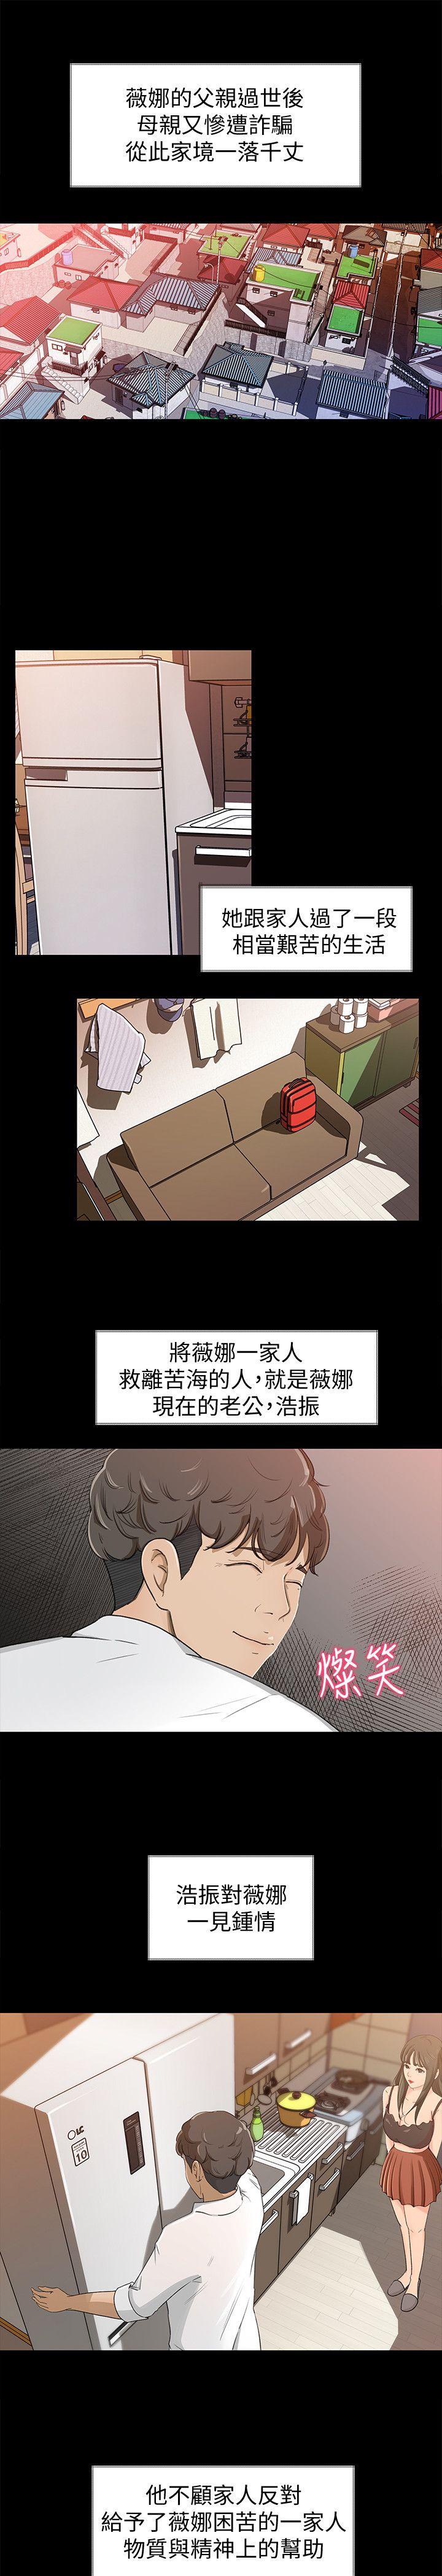 薇娜的父親過世後
母親又慘遭詐騙
從此家境一落千丈
她跟家人過了一段
相當艱苦的生活
將薇娜一家人
救離苦海的人,就是薇娜
現在的老公,浩振
燦笑
浩振對薇娜
一見鍾情
LC
10
他不顧家人反對
給予了薇娜困苦的一家人
物質與精神上的幫助